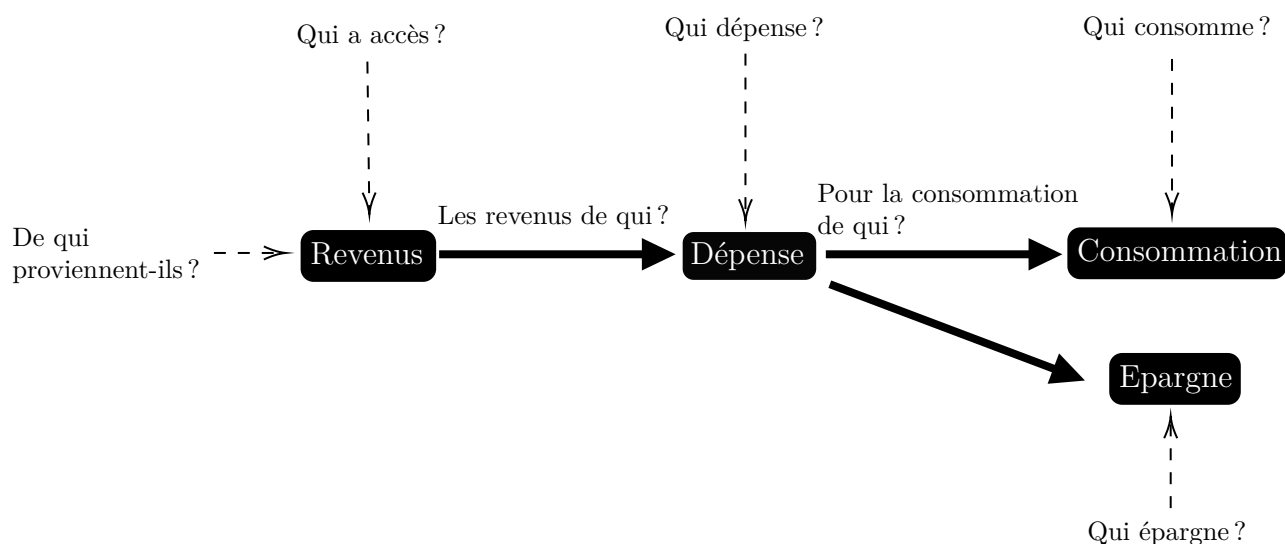 Qui a accès ?
Qui dépense ?
Qui consomme ?
De qui
proviennent-ils ?
Revenus
Les revenus de qui ?
Dépense
Pour la consommation
de qui ?
Consommation
Epargne
Qui épargne ?